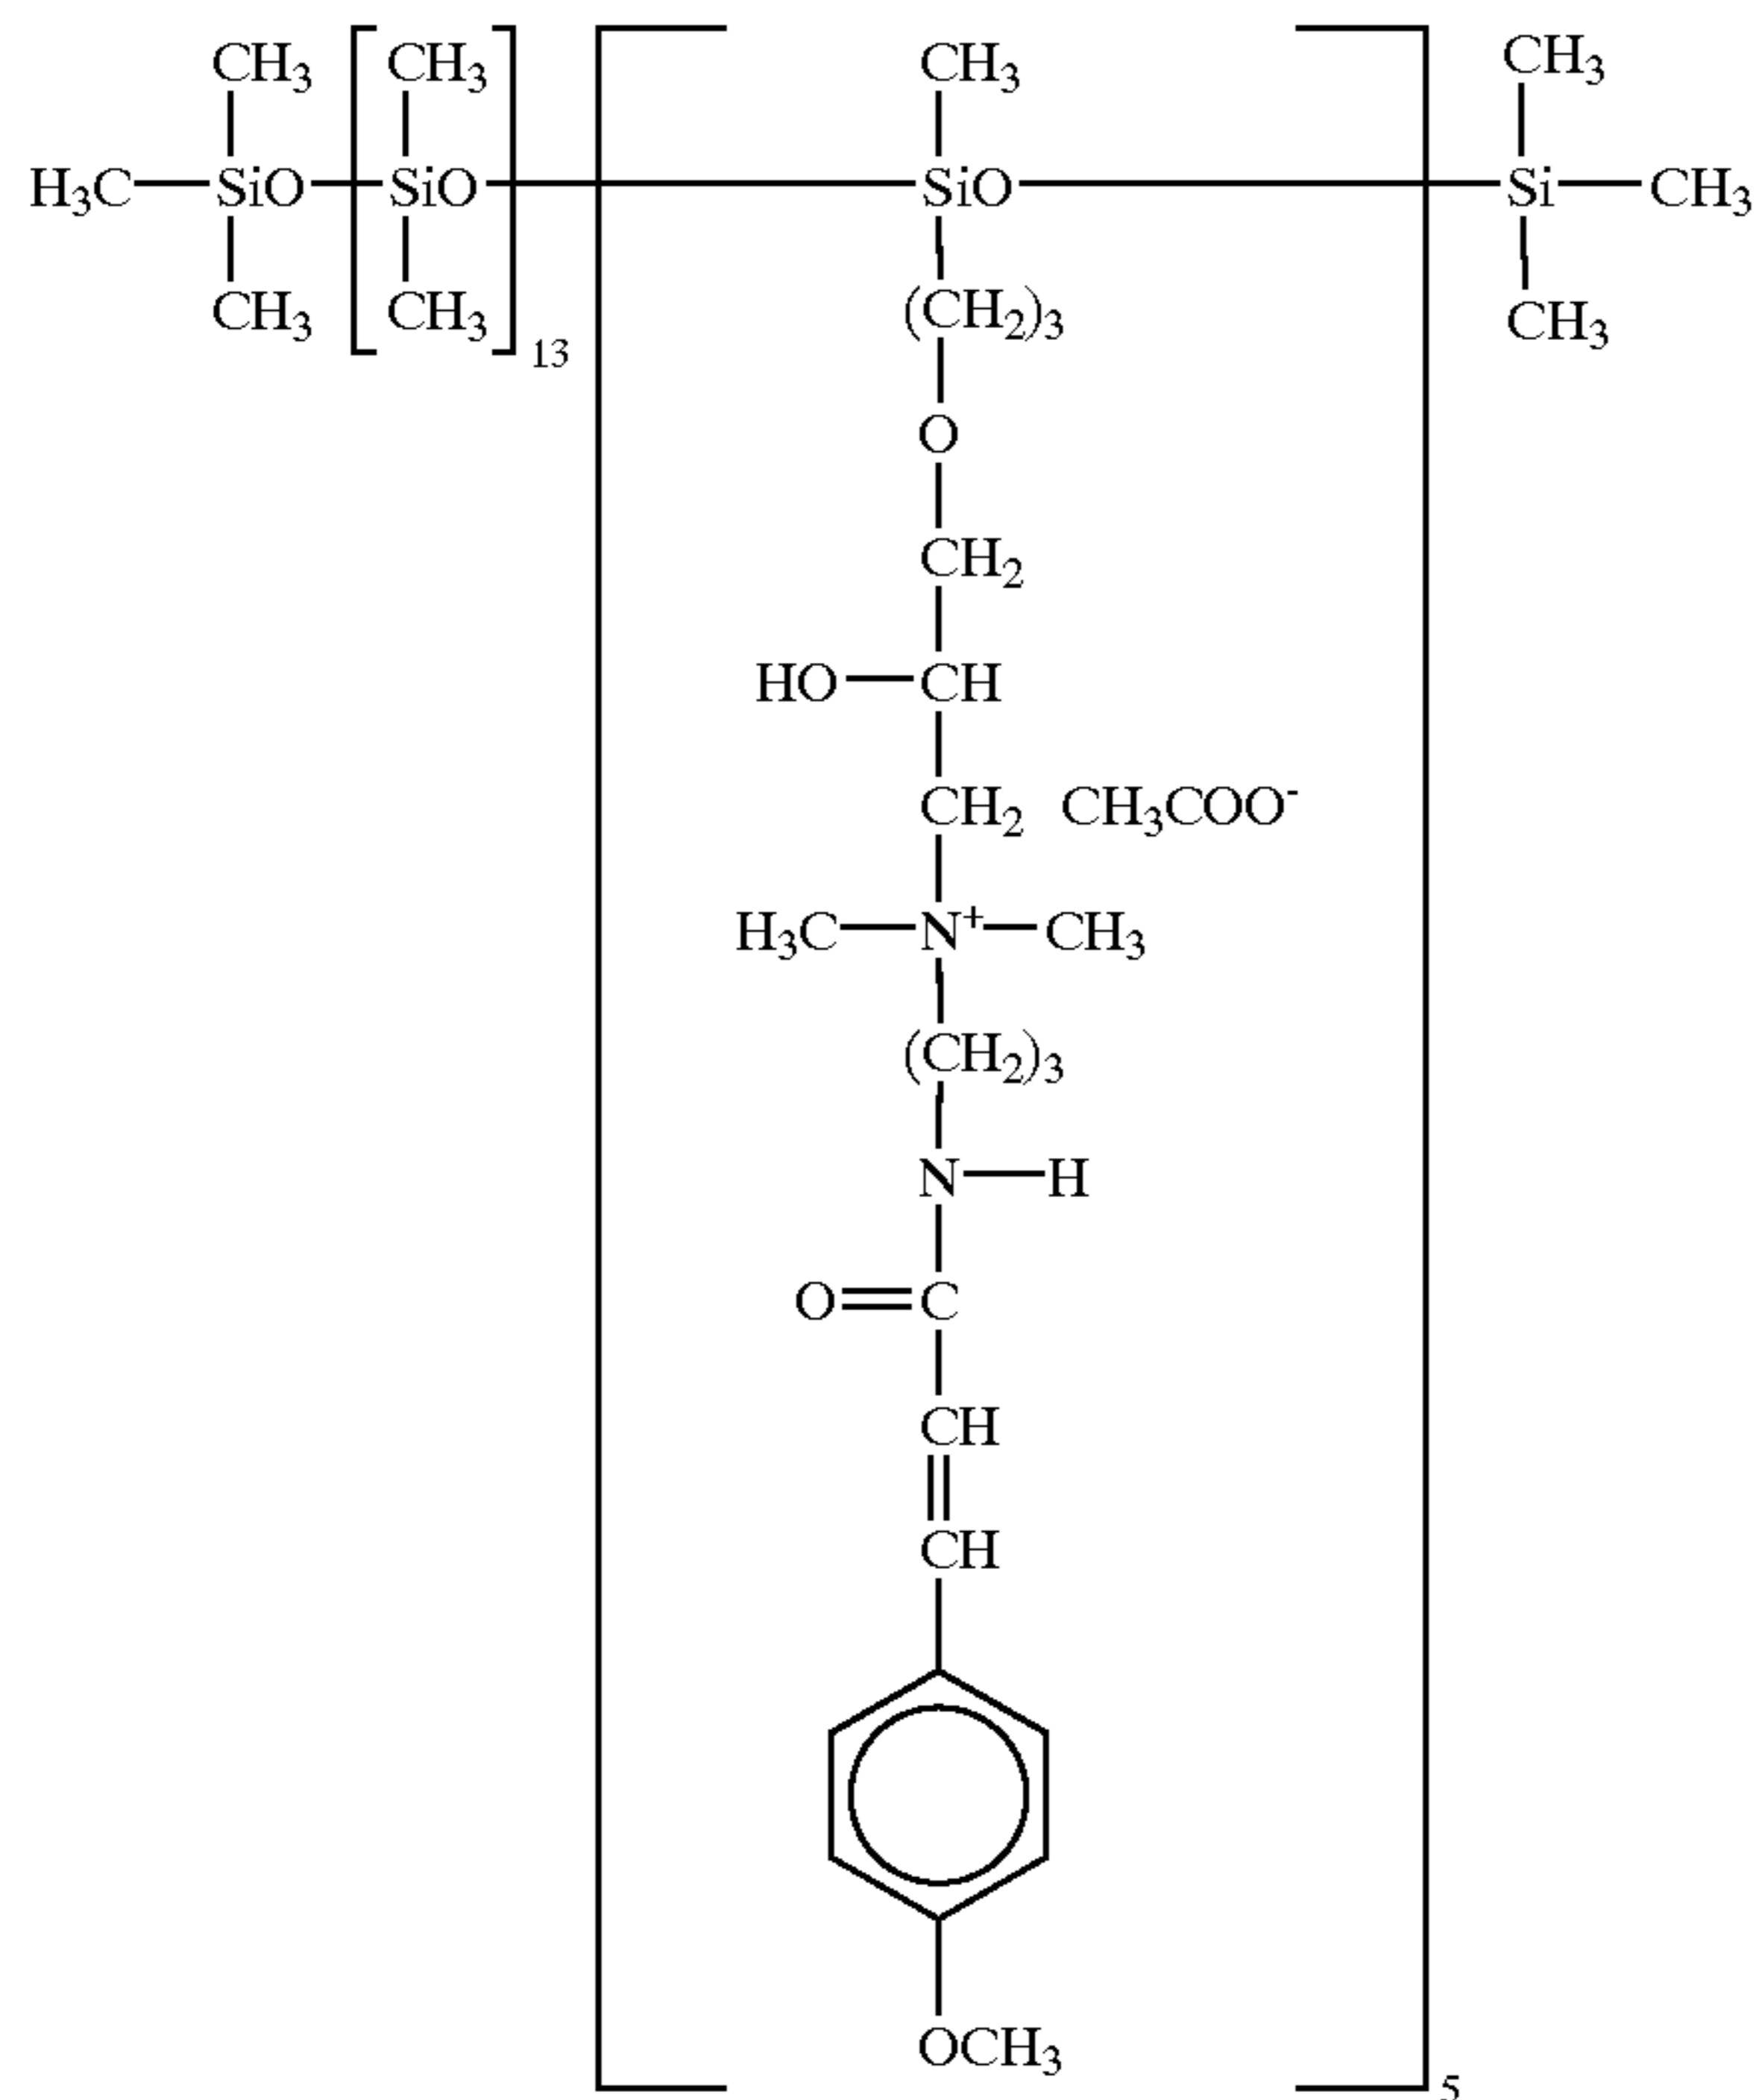 CH₃ CH₃ CH₃ CH₃
H₃C SiO SiO SiO Si CH₃
CH₃ CH₃ (CH₂)₃ CH₃
13
O
CH₂
HO CH
CH₂ CH₃COO⁻
H₃C N⁺ CH₃
(CH₂)₃
N H
O C
CH
CH
OCH₃
5